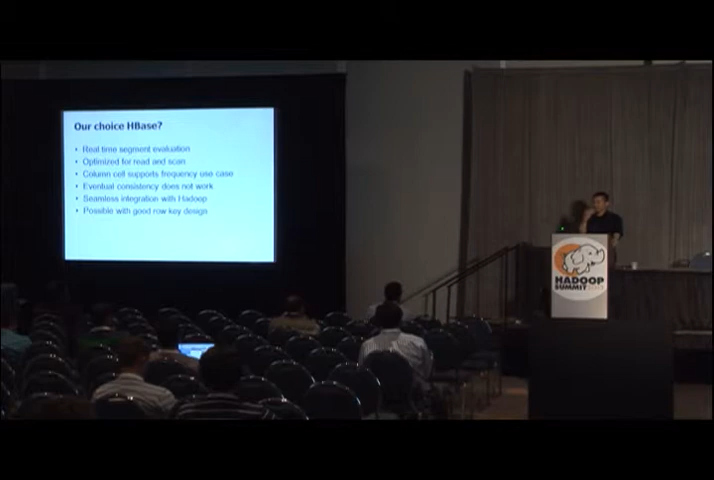 Our choice HBase?
• Real time segment evaluation
• Optimized for read and scan
• Column cell supports frequency use case
• Eventual consistency does not work
• Seamless integration with Hadoop
• Possible with good row key design
HADOOP
SUMMIT